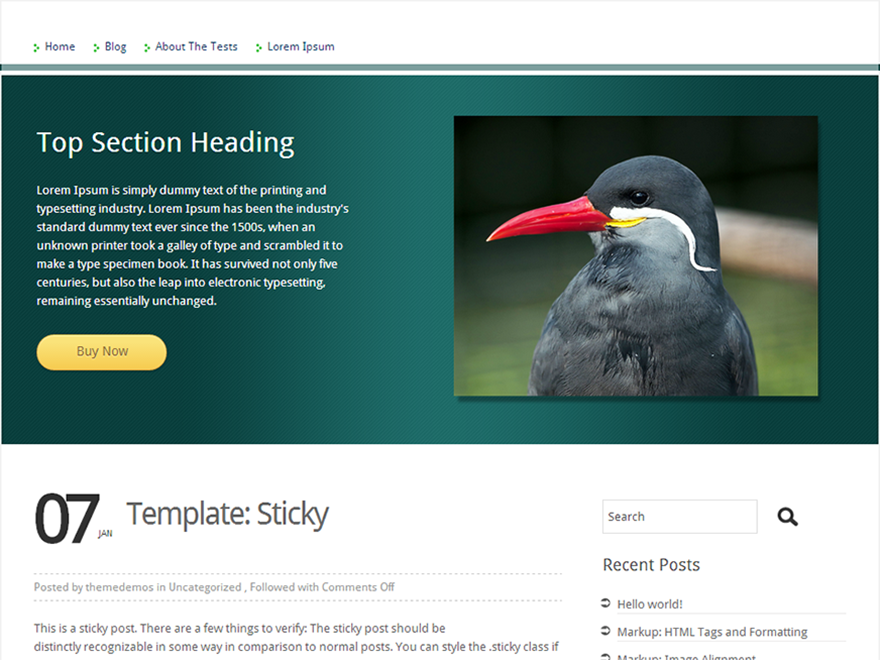 Home Blog About The Tests Lorem Ipsum
Top Section Heading
Lorem Ipsum is simply dummy text of the printing and
typesetting industry. Lorem Ipsum has been the industry's
standard dummy text ever since the 1500s, when an
unknown printer took a galley of type and scrambled it to
make a type specimen book. It has survived not only five
centuries, but also the leap into electronic typesetting,
remaining essentially unchanged.
Buy Now
07 JAN Template: Sticky
Posted by themedemos in Uncategorized , Followed with Comments Off
This is a sticky post. There are a few things to verify: The sticky post should be
distinctly recognizable in some way in comparison to normal posts. You can style the .sticky class if
Search
Recent Posts
Hello world!
Markup: HTML Tags and Formatting
Markup: Image Alignment